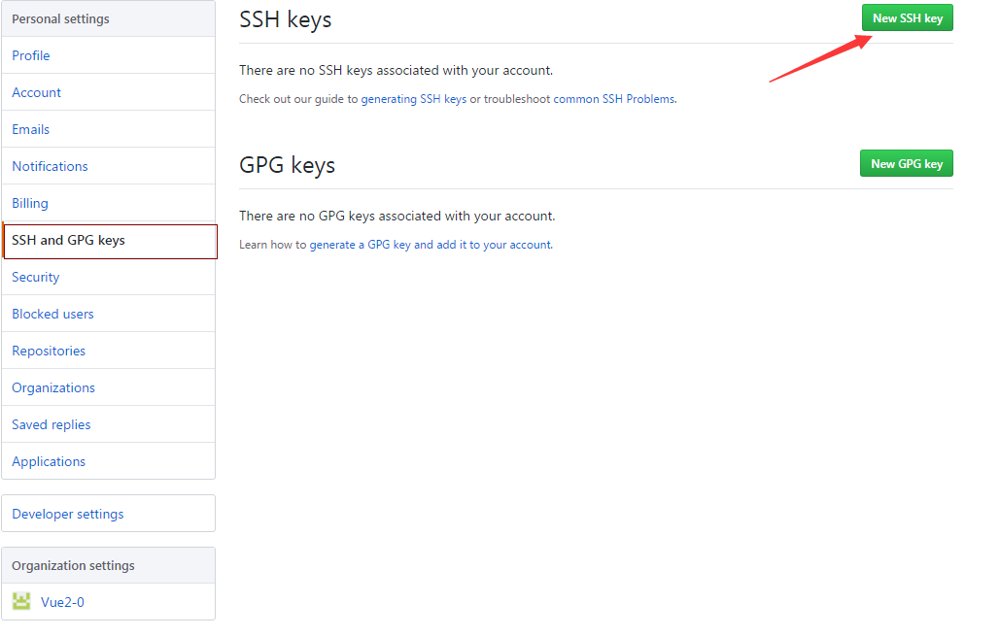 Personal settings
Profile
Account
Emails
Notifications
Billing
SSH and GPG keys
Security
Blocked users
Repositories
Organizations
Saved replies
Applications
Developer settings
Organization settings
Vue2-0
SSH keys
New SSH key
There are no SSH keys associated with your account.
Check out our guide to generating SSH keys or troubleshoot common SSH Problems.
GPG keys
New GPG key
There are no GPG keys associated with your account.
Learn how to generate a GPG key and add it to your account.